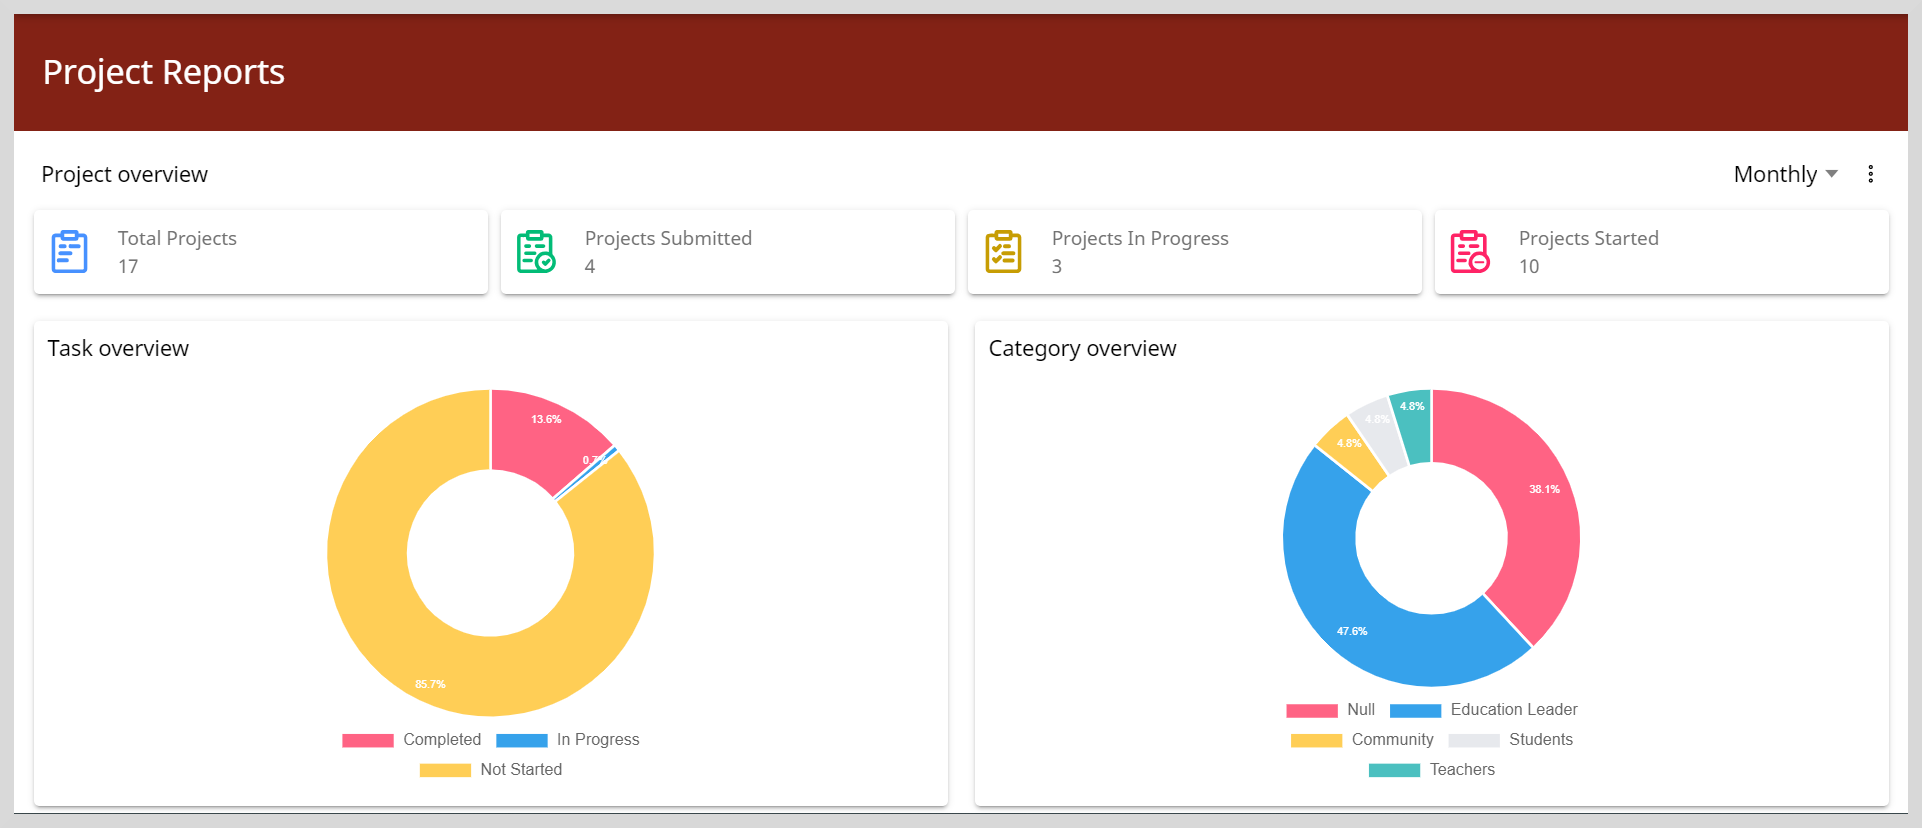 Project Reports
Project overview
Monthly
Total Projects
17
Projects Submitted
4
Projects In Progress
3
Projects Started
10
Task overview
13.6%
85.7%
Completed In Progress
Not Started
Category overview
4.8%
4.8%
4.8%
38.1%
47.6%
Null Education Leader
Community Students
Teachers